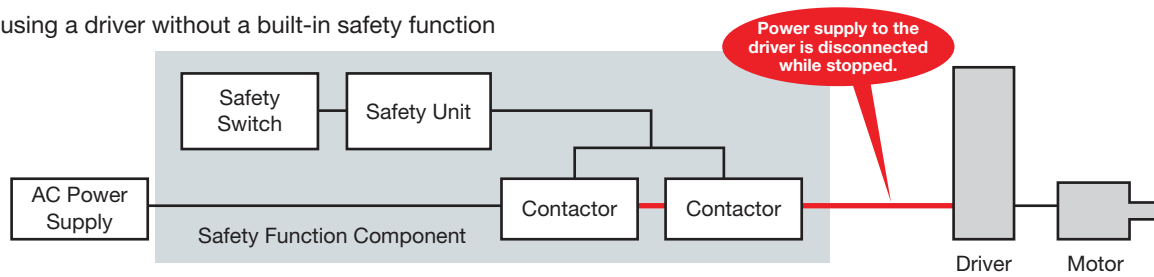 using a driver without a built-in safety function
Power supply to the
driver is disconnected
while stopped.
Safety
Switch
Safety Unit
AC Power
Supply
Contactor
Contactor
Safety Function Component
Driver
Motor